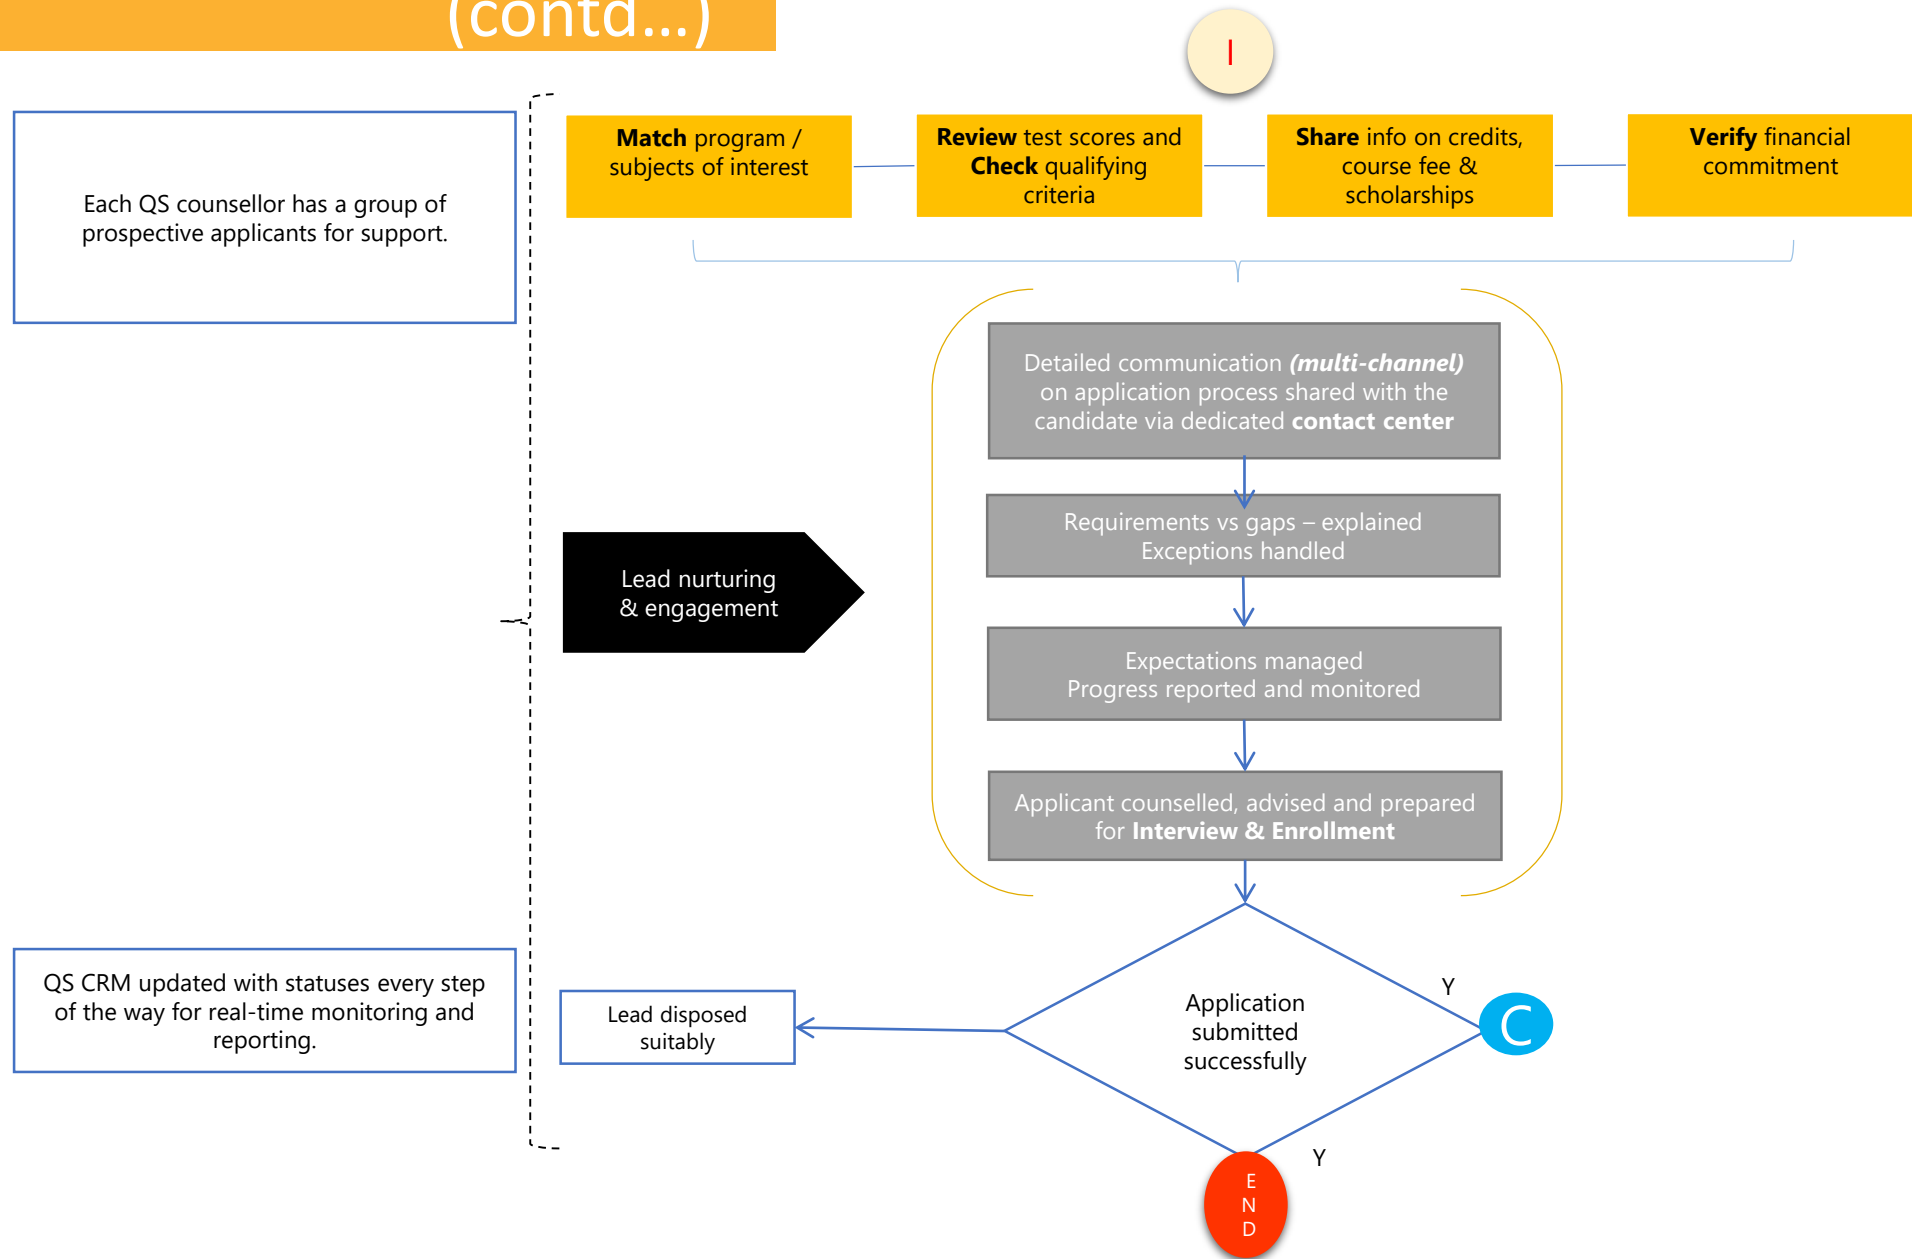 (contd...)
I
Each QS counsellor has a group of
prospective applicants for support.
Match program /
subjects of interest
Review test scores and
Check qualifying
criteria
Share info on credits,
course fee &
scholarships
Verify financial
commitment
Detailed communication (multi-channel)
on application process shared with the
candidate via dedicated contact center
Requirements vs gaps – explained
Exceptions handled
Lead nurturing
& engagement
Expectations managed
Progress reported and monitored
Applicant counselled, advised and prepared
for Interview & Enrollment
QS CRM updated with statuses every step
of the way for real-time monitoring and
reporting.
Lead disposed
suitably
Application
submitted
successfully
Y
C
Y
E
N
D